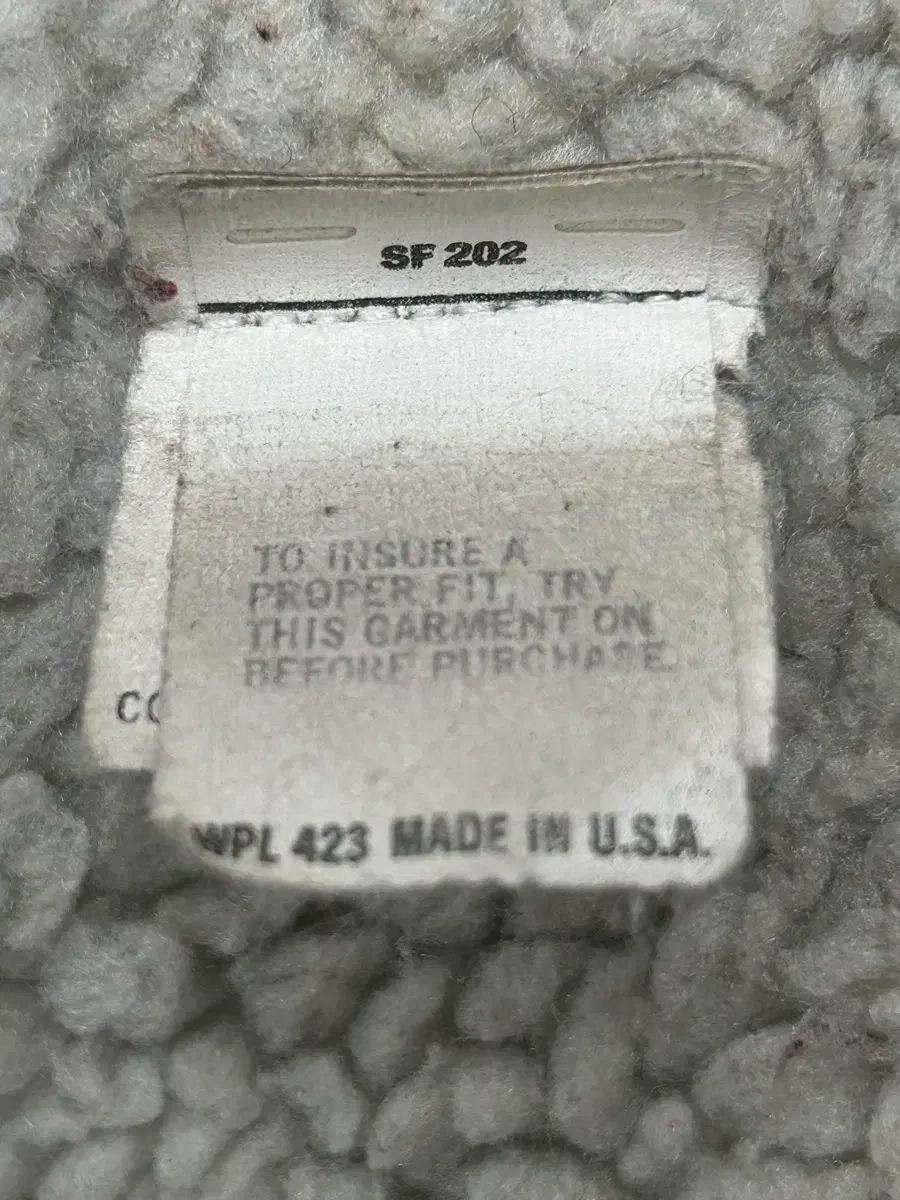 SF 202
TO INSURE A
PROPER FIT, TRY
THIS GARMENT ON
BEFORE PURCHASE.
CO
WPL 423 MADE IN U.S.A.